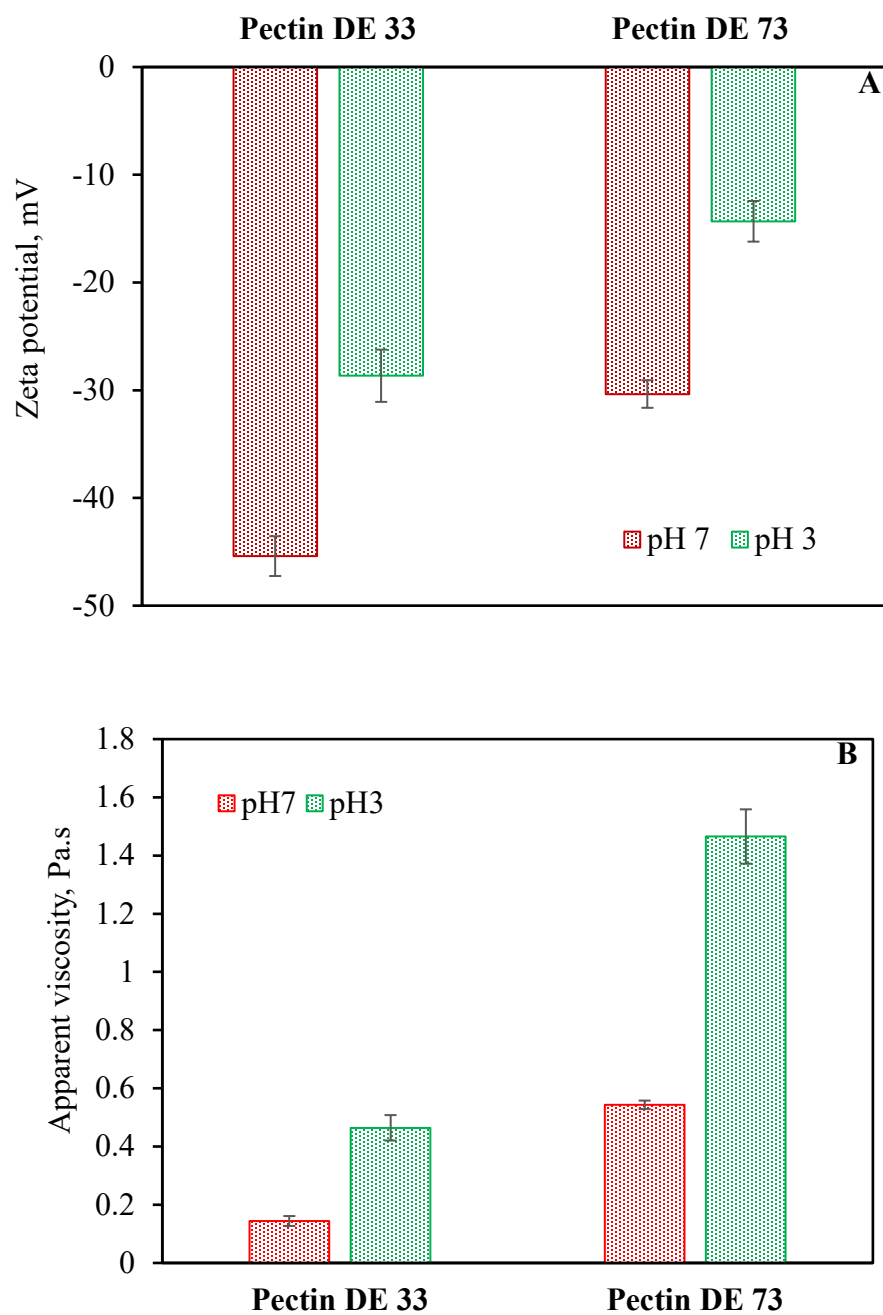 Pectin DE 33 Pectin DE 73
A
0
-10
-20
-30
-40
-50
Zeta potential, mV
pH 7 pH 3
B
1.8
1.6
1.4
1.2
1
0.8
0.6
0.4
0.2
0
Apparent viscosity, Pa.s
pH7 pH3
Pectin DE 33 Pectin DE 73